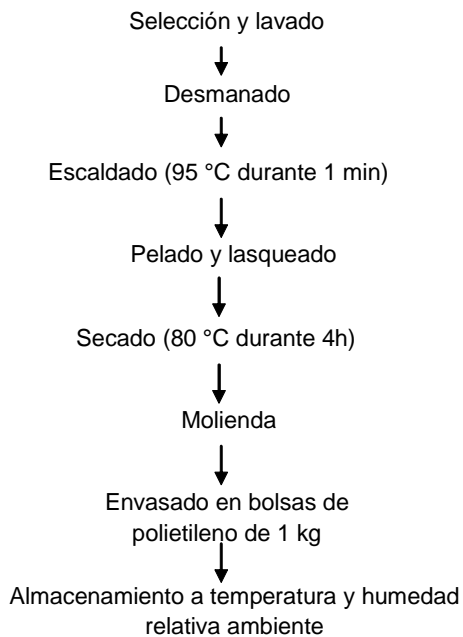 Selección y lavado
Desmanado
Escaldado (95 °C durante 1 min)
Pelado y lasqueado
Secado (80 °C durante 4h)
Molienda
Envasado en bolsas de
polietileno de 1 kg
Almacenamiento a temperatura y humedad
relativa ambiente